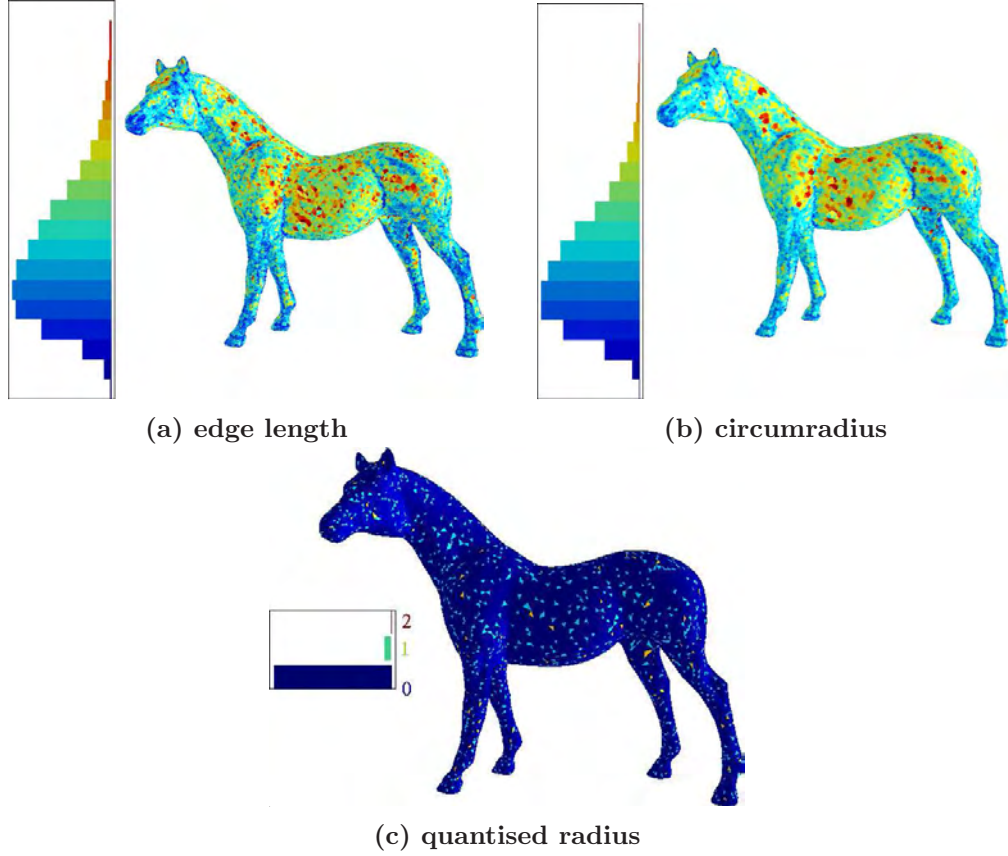 (a) edge length
(b) circumradius
2
1
0
(c) quantised radius